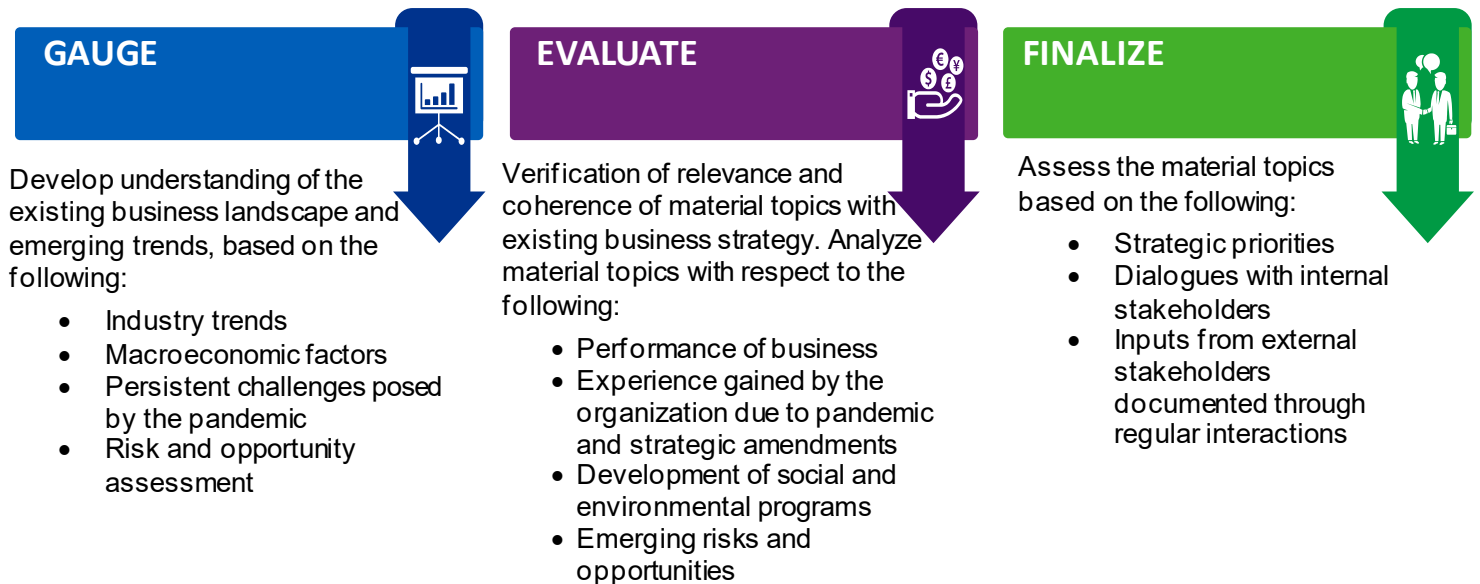 GAUGE
Develop understanding of the
existing business landscape and
emerging trends, based on the
following:
• Industry trends
• Macroeconomic factors
• Persistent challenges posed
by the pandemic
• Risk and opportunity
assessment
EVALUATE
$ € £ ¥
Verification of relevance and
coherence of material topics with
existing business strategy. Analyze
material topics with respect to the
following:
• Performance of business
• Experience gained by the
organization due to pandemic
and strategic amendments
• Development of social and
environmental programs
• Emerging risks and
opportunities
FINALIZE
Assess the material topics
based on the following:
• Strategic priorities
• Dialogues with internal
stakeholders
• Inputs from external
stakeholders
documented through
regular interactions